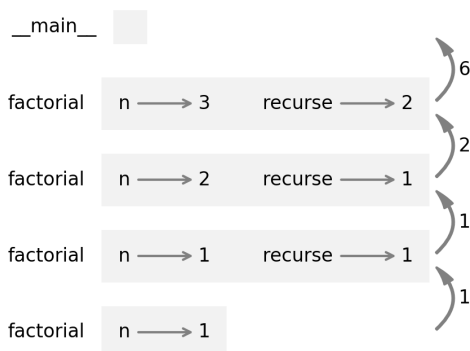 __main__
6
factorial n 3 recurse 2
2
factorial n 2 recurse 1
1
factorial n 1 recurse 1
1
factorial n 1